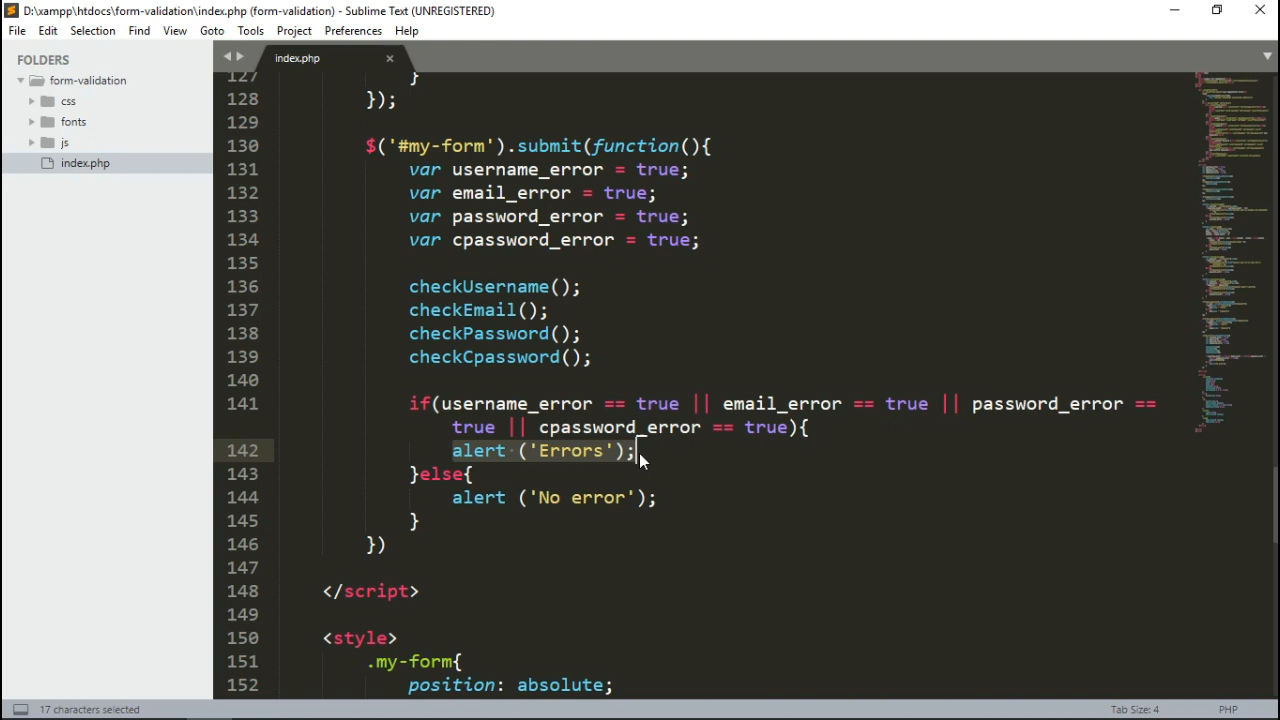 D:\xampp\htdocs\form-validation\index.php (form-validation) - Sublime Text (UNREGISTERED)
File Edit Selection Find View Goto Tools Project Preferences Help
FOLDERS
form-validation
css
fonts
js
index.php
index.php
127 }
128 });
129
130 $('#my-form').submit(function(){
131 var username_error = true;
132 var email_error = true;
133 var password_error = true;
134 var cpassword_error = true;
135
136 checkUsername();
137 checkEmail();
138 checkPassword();
139 checkCpassword();
140
141 if(username_error == true || email_error == true || password_error ==
true || cpassword_error == true){
142 alert ('Errors');
143 }else{
144 alert ('No error');
145 }
146 })
147
148 </script>
149
150 <style>
151 .my-form{
152 position: absolute;
17 characters selected
Tab Size: 4
PHP